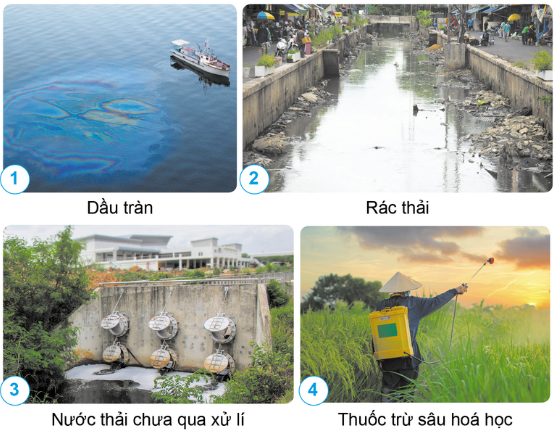 1
Dầu tràn
2
Rác thải
3
Nước thải chưa qua xử lí
4
Thuốc trừ sâu hoá học